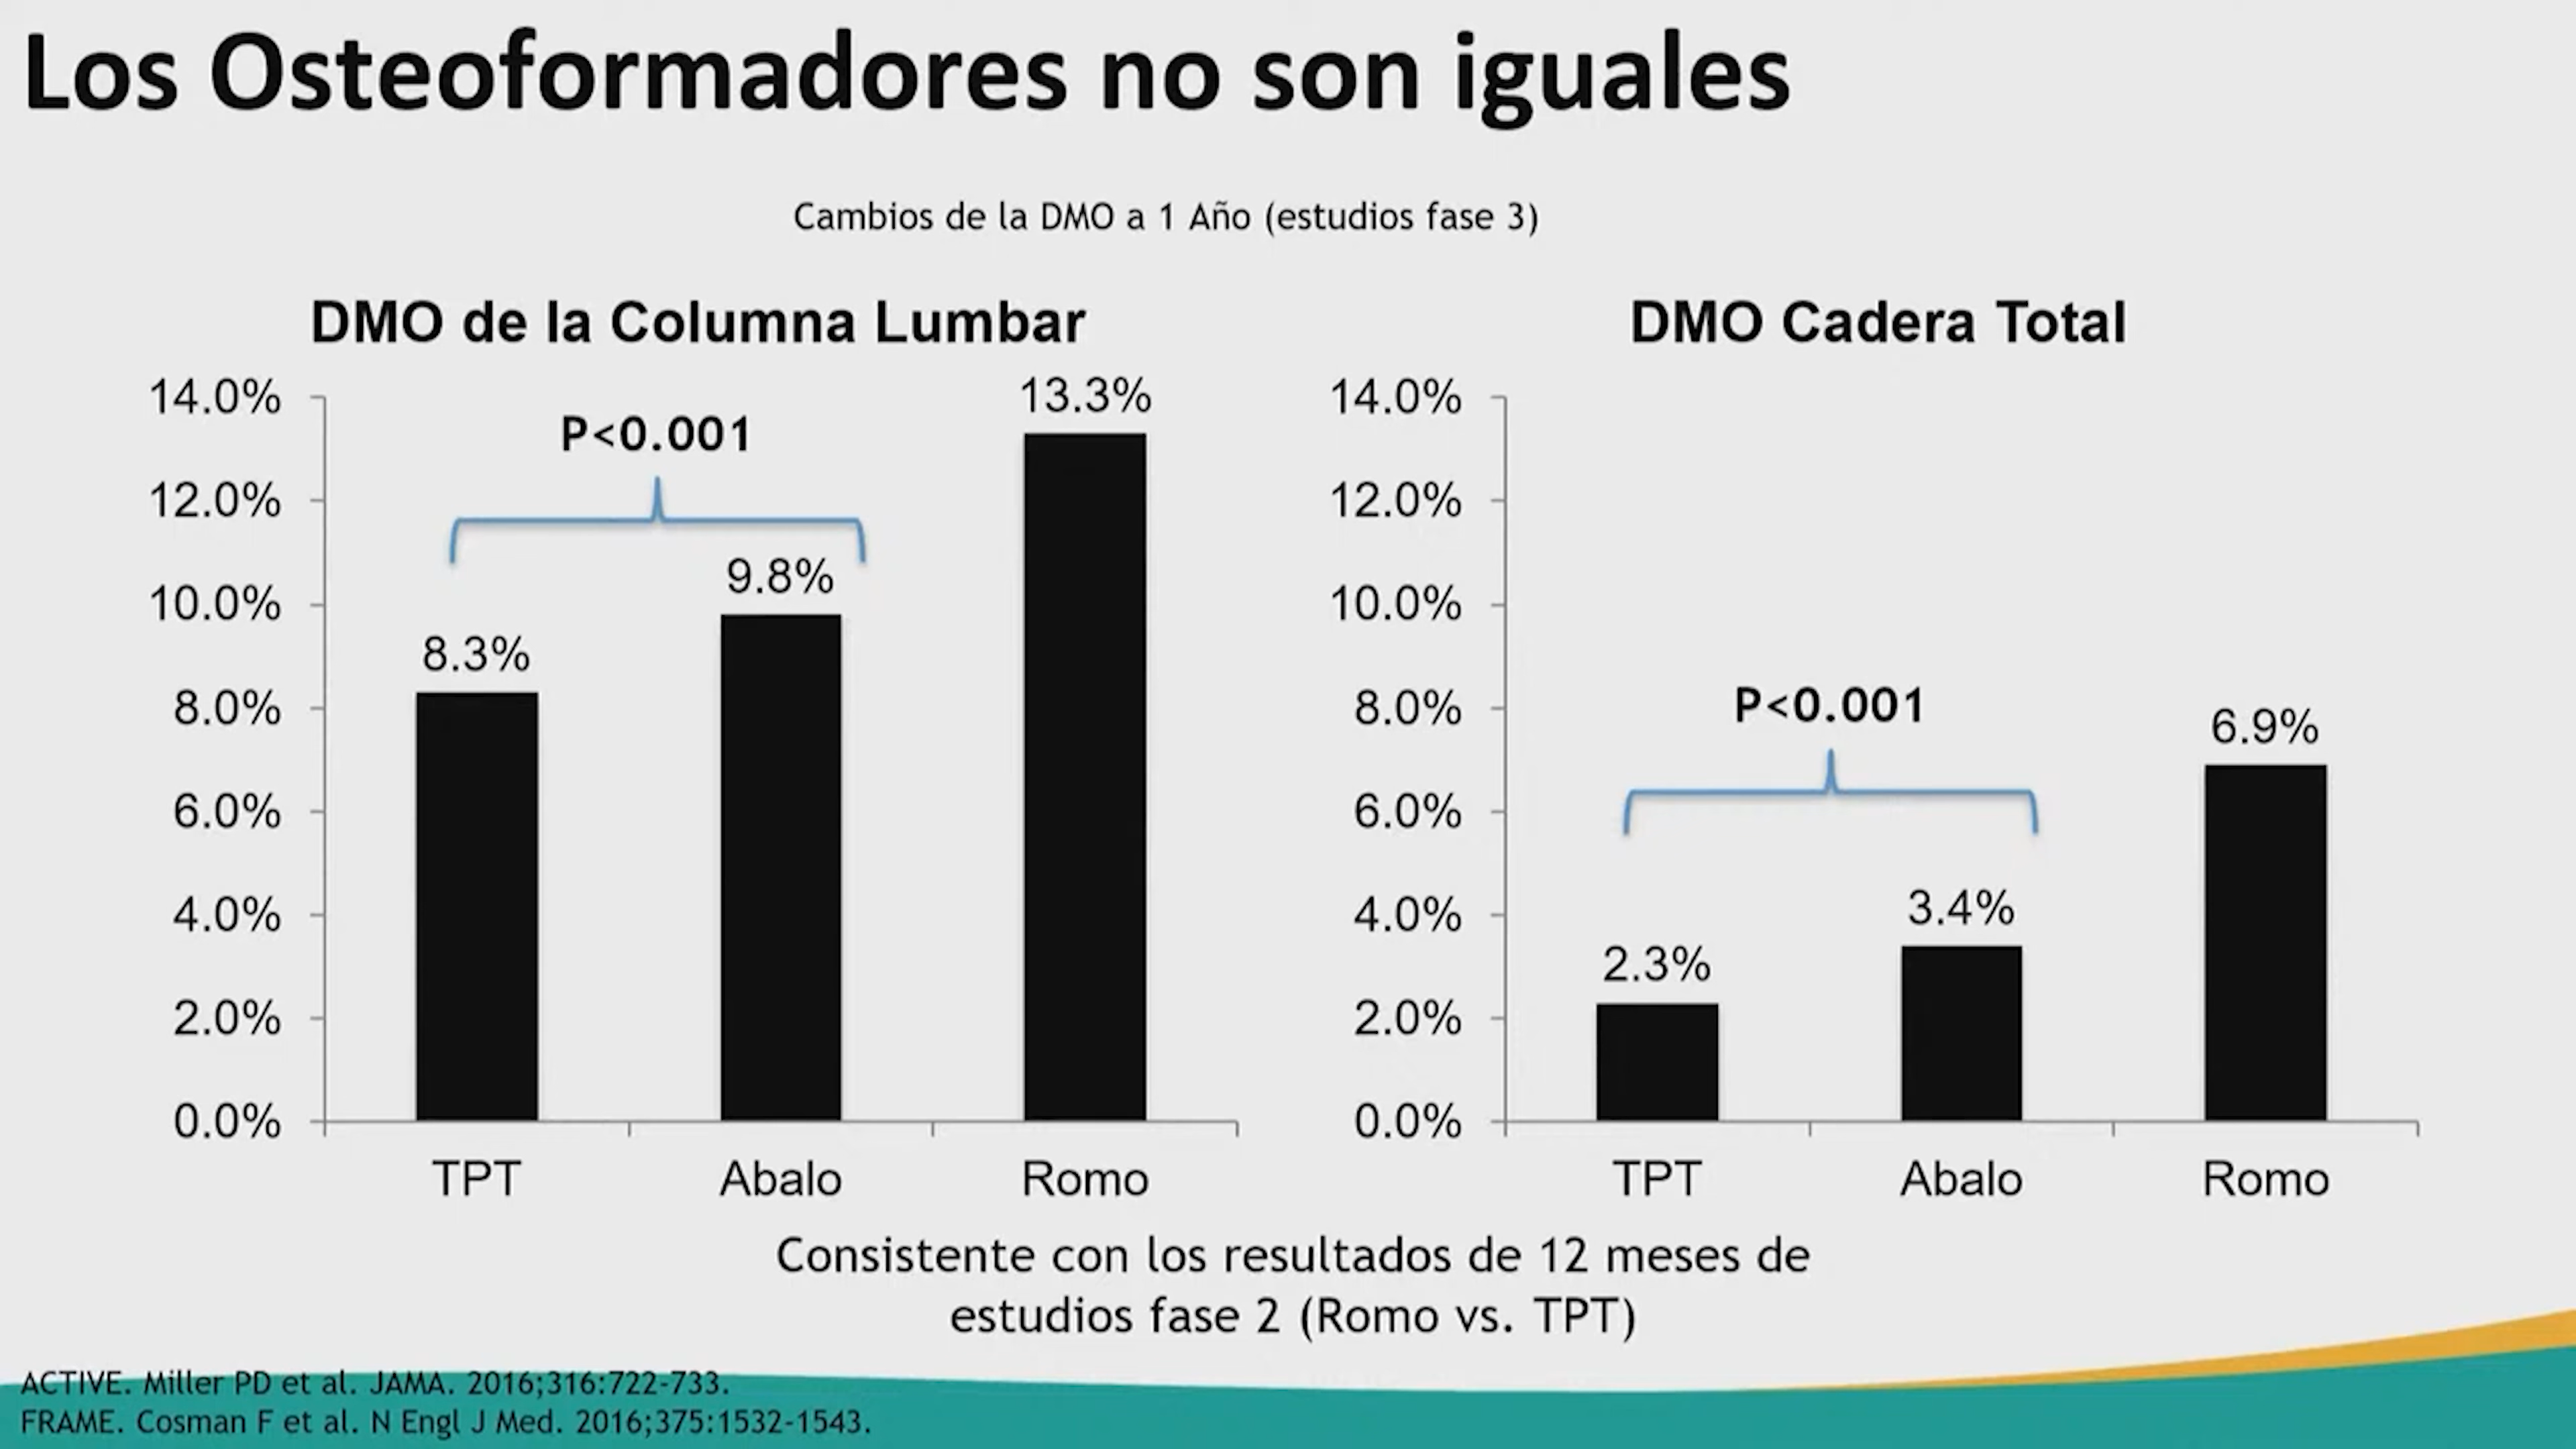 Los Osteoformadores no son iguales
Cambios de la DMO a 1 Año (estudios fase 3)
DMO de la Columna Lumbar
14.0%
12.0%
10.0%
8.0%
6.0%
4.0%
2.0%
0.0%
P<0.001
8.3%
9.8%
13.3%
TPT
Abalo
Romo
DMO Cadera Total
14.0%
12.0%
10.0%
8.0%
6.0%
4.0%
2.0%
0.0%
P<0.001
2.3%
3.4%
6.9%
TPT
Abalo
Romo
Consistente con los resultados de 12 meses de
estudios fase 2 (Romo vs. TPT)
ACTIVE. Miller PD et al. JAMA. 2016;316:722-733.
FRAME. Cosman F et al. N Engl J Med. 2016;375:1532-1543.